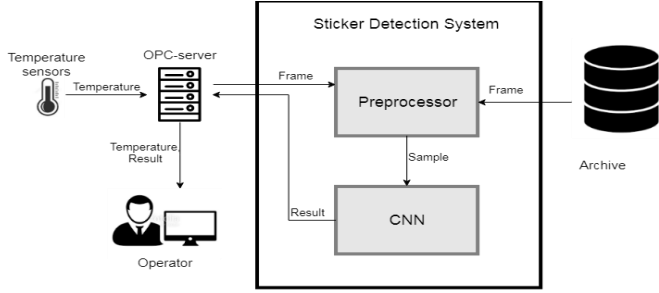 Sticker Detection System
Temperature
sensors
OPC-server
Temperature
Frame
Preprocessor
Frame
Archive
Temperature,
Result
Sample
Result
CNN
Operator